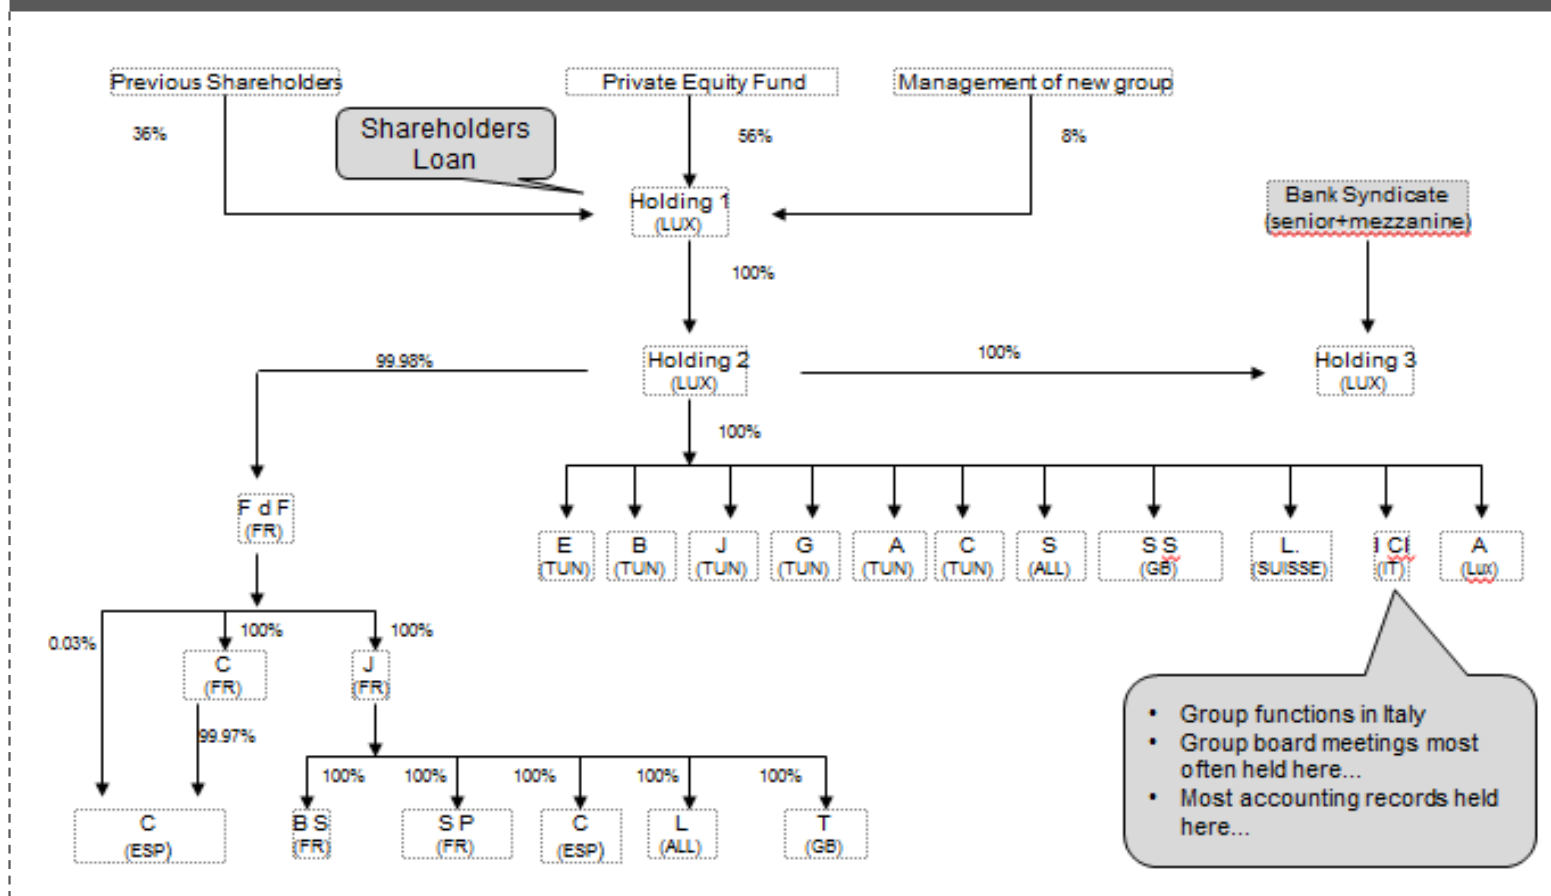 Previous Shareholders
Private Equity Fund
Management of new group
36%
Shareholders
Loan
56%
8%
Holding 1
(LUX)
Bank Syndicate
(senior+mezzanine)
100%
99.98%
Holding 2
(LUX)
100%
Holding 3
(LUX)
100%
F d F
(FR)
E
(TUN)
B
(TUN)
J
(TUN)
G
(TUN)
A
(TUN)
C
(TUN)
S
(ALL)
S S
(GB)
L.
(SUISSE)
I CI
(IT)
A
(Lux)
0.03%
100%
100%
C
(FR)
J
(FR)
99.97%
100%
100%
100%
100%
100%
C
(ESP)
B S
(FR)
S P
(FR)
C
(ESP)
L
(ALL)
T
(GB)
• Group functions in Italy
• Group board meetings most
often held here...
• Most accounting records held
here...